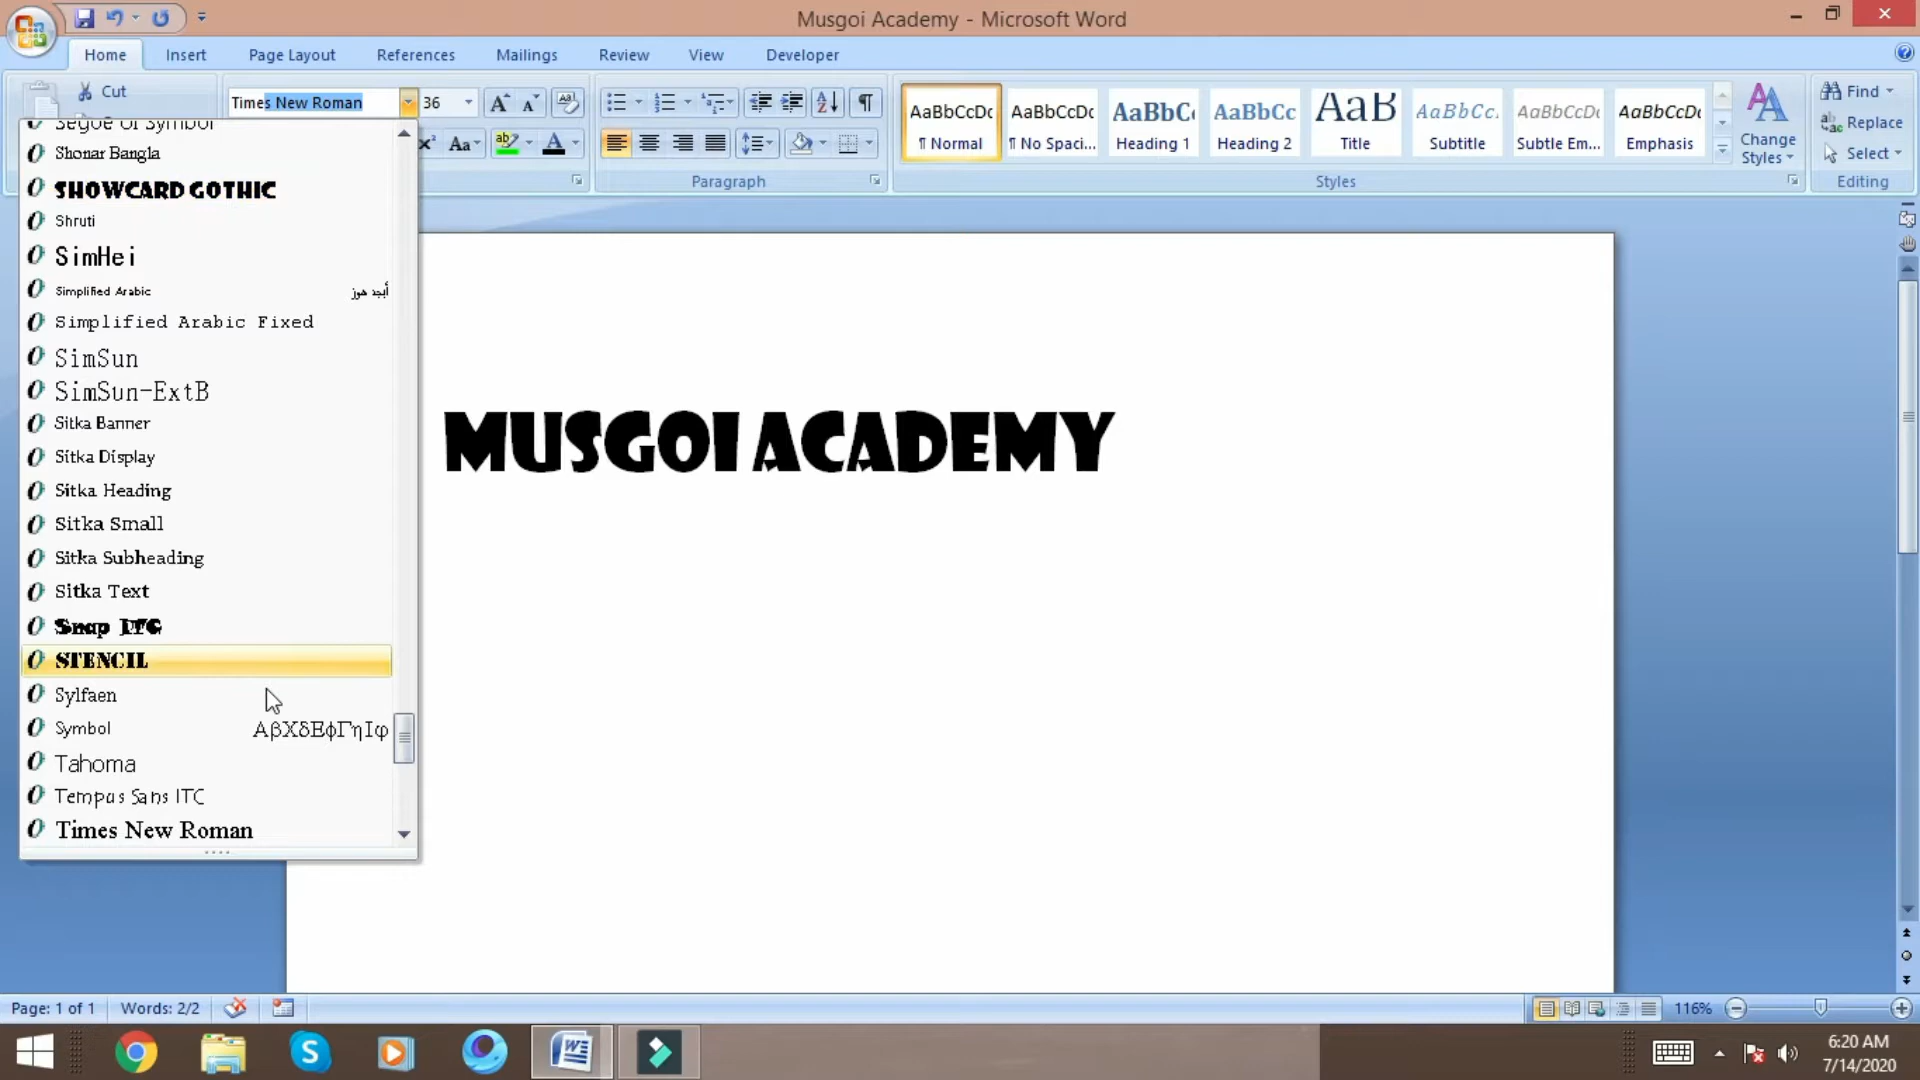 Musgoi Academy - Microsoft Word
Home Insert Page Layout References Mailings Review View Developer
Cut
Times New Roman 36
Aa
AaBbCcDc AaBbCcDc AaBbC AaBbCc AaB AaBbCc. AaBbCcDc AaBbCcDc
¶ Normal ¶ No Spaci... Heading 1 Heading 2 Title Subtitle Subtle Em... Emphasis
Change Styles
Find
Replace
Select
Paragraph Styles Editing
Segoe UI Symbol
Shonar Bangla
SHOWCARD GOTHIC
Shruti
SimHei
Simplified Arabic أبجد هوز
Simplified Arabic Fixed
SimSun
SimSun-ExtB
Sitka Banner
Sitka Display
Sitka Heading
Sitka Small
Sitka Subheading
Sitka Text
Snap ITC
STENCIL
Sylfaen
Symbol ΑβΧδΕϕΓηΙφ
Tahoma
Tempus Sans ITC
Times New Roman
MUSGOI ACADEMY
Page: 1 of 1 Words: 2/2 116%
6:20 AM
7/14/2020